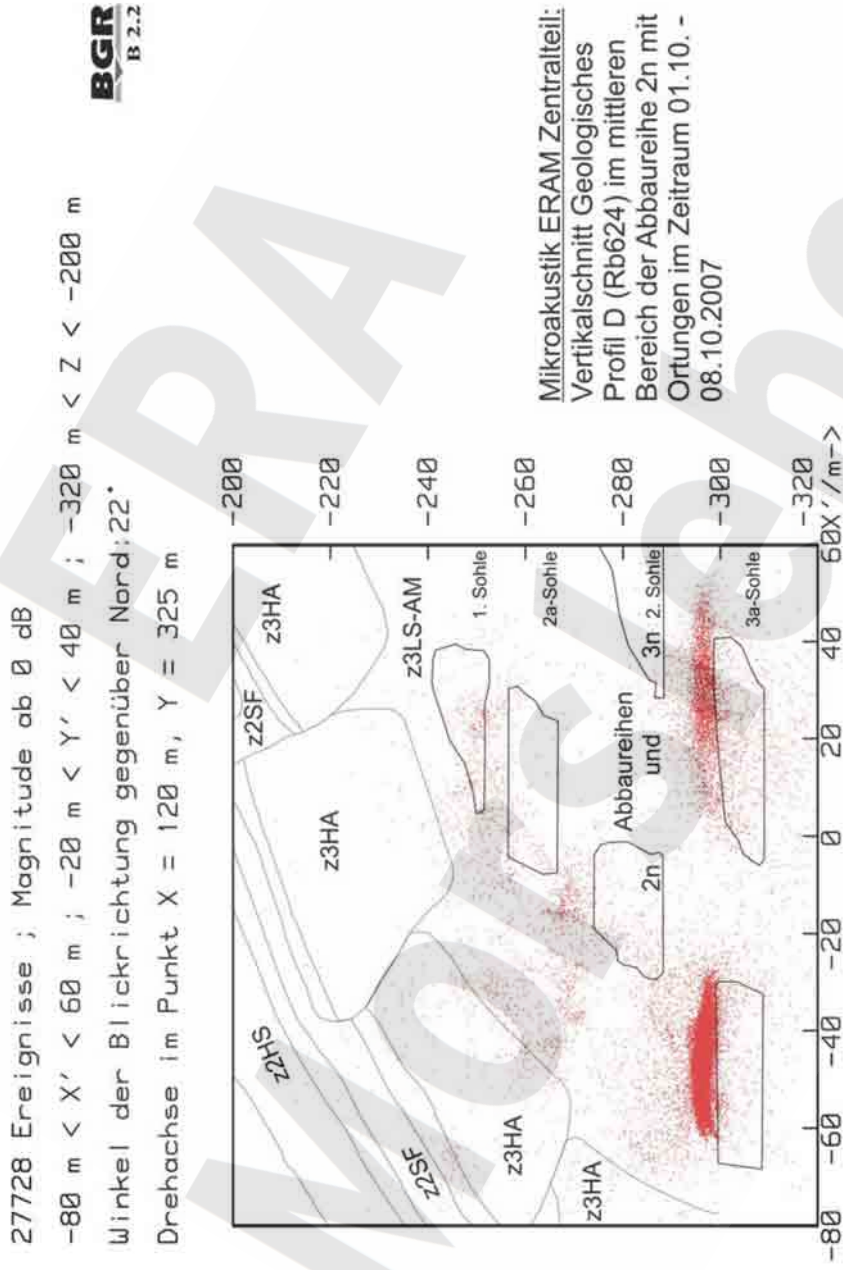 27728 Ereignisse ; Magnitude ab 0 dB
-80 m < X' < 60 m ; -20 m < Y' < 40 m ; -320 m < Z < -200 m
Winkel der Blickrichtung gegenüber Nord:22°
Drehachse im Punkt X = 120 m, Y = 325 m
BGR
B 2.2
-200
-220
-240
-260
-280
-300
-320
-80
-60
-40
-20
0
20
40
60X'/m->
z2HS
z2SF
z3HA
z3HA
z3HA
z2SF
z3HA
z3LS-AM
1. Sohle
2a-Sohle
Abbaureihen
2n und 3n
2. Sohle
3a-Sohle
Mikroakustik ERAM Zentralteil:
Vertikalschnitt Geologisches
Profil D (Rb624) im mittleren
Bereich der Abbaureihe 2n mit
Ortungen im Zeitraum 01.10. -
08.10.2007
ERA
Morslebe